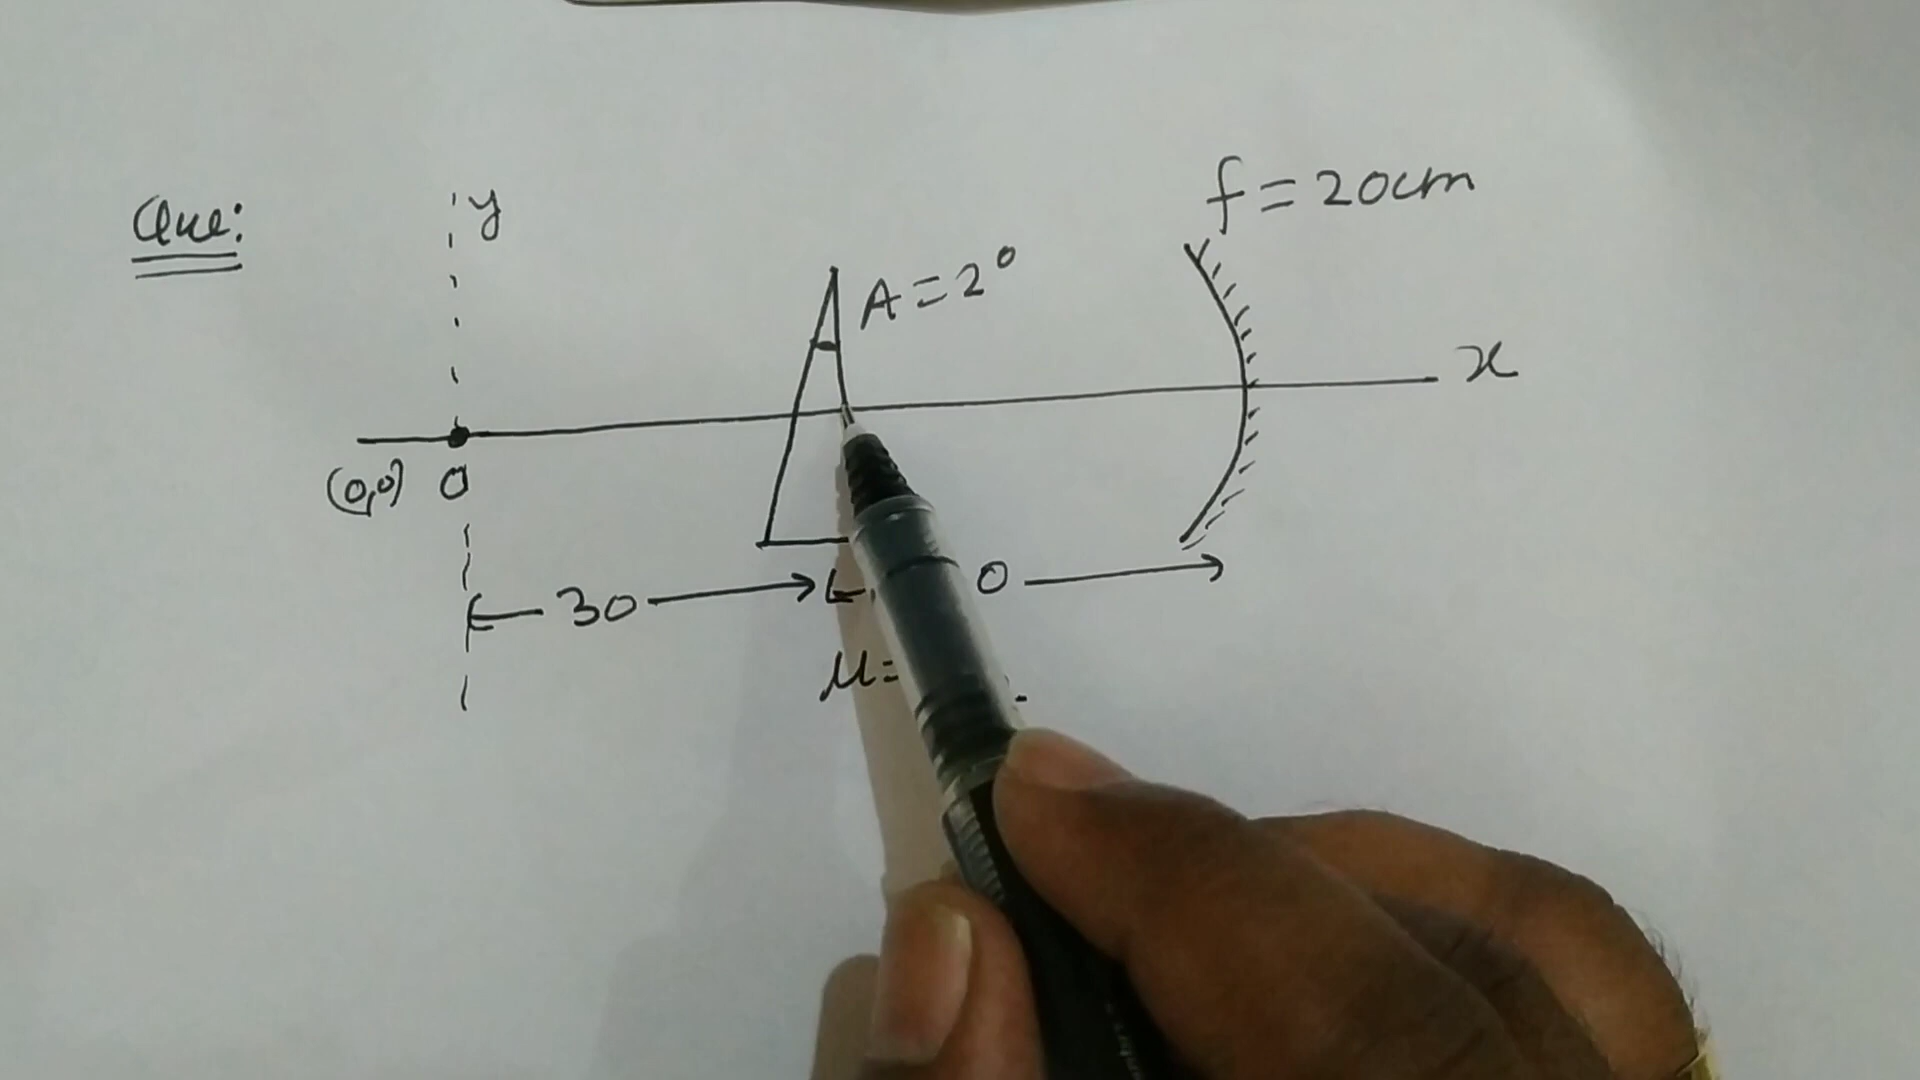 Que:
y
f = 20cm
A = 2°
x
(0,0) O
30
0
μ=